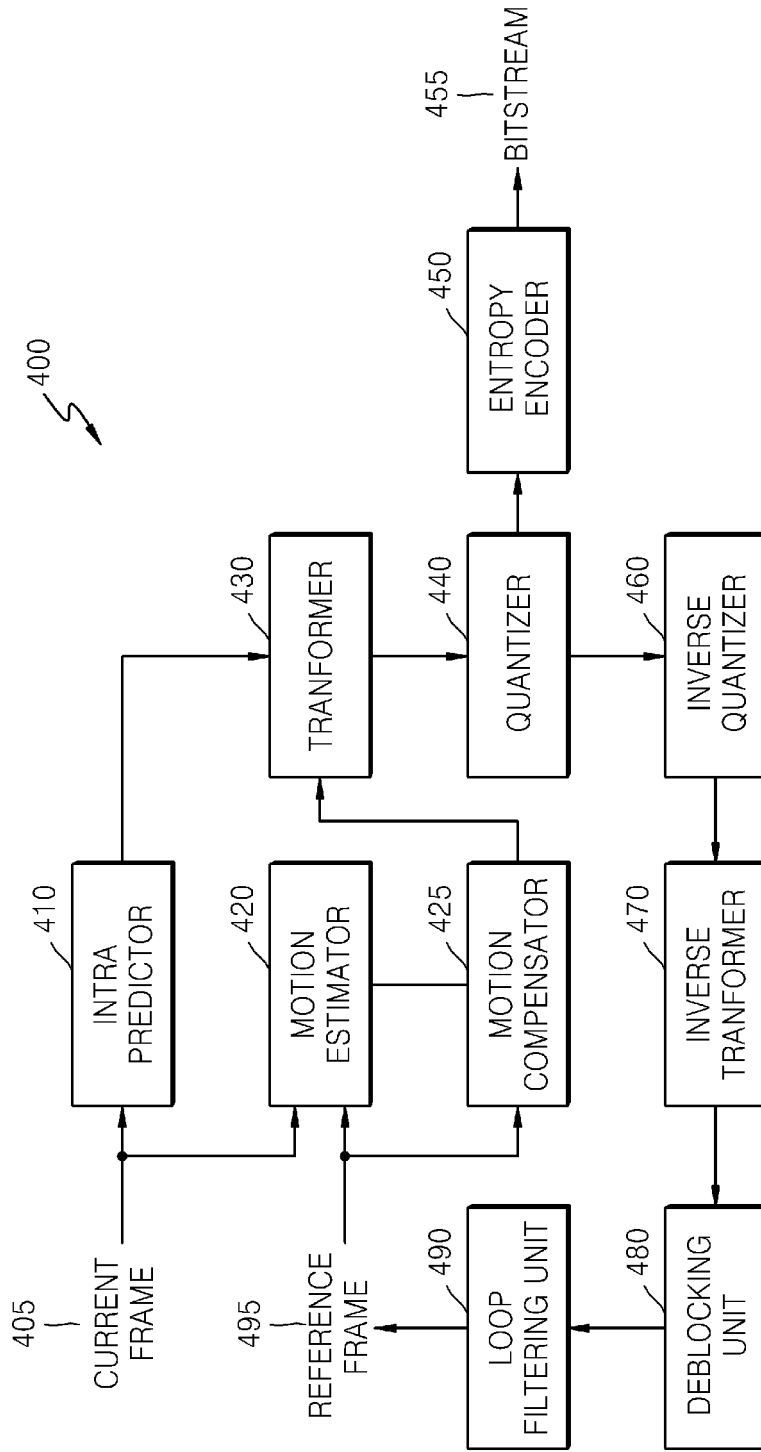 400
405
CURRENT
FRAME
410
INTRA
PREDICTOR
495
REFERENCE
FRAME
420
MOTION
ESTIMATOR
430
TRANFORMER
425
MOTION
COMPENSATOR
440
QUANTIZER
450
ENTROPY
ENCODER
455
BITSTREAM
490
LOOP
FILTERING UNIT
480
DEBLOCKING
UNIT
470
INVERSE
TRANFORMER
460
INVERSE
QUANTIZER